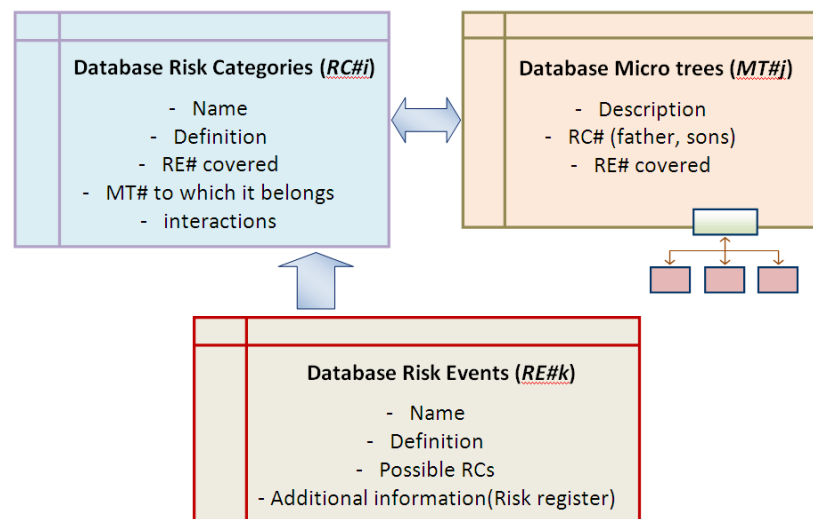 Database Risk Categories (RC#i)
- Name
- Definition
- RE# covered
- MT# to which it belongs
- interactions
Database Micro trees (MT#j)
- Description
- RC# (father, sons)
- RE# covered
Database Risk Events (RE#k)
- Name
- Definition
- Possible RCs
- Additional information(Risk register)